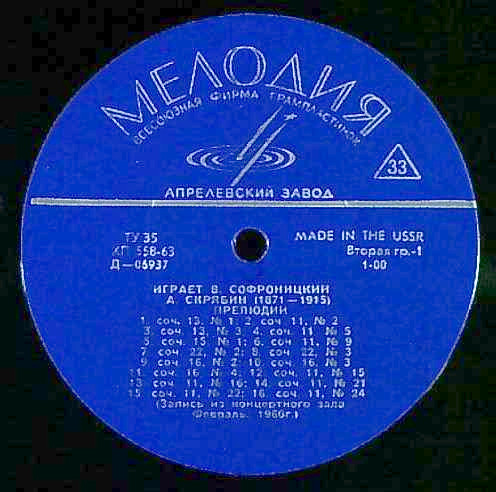 МЕЛОДИЯ
ВСЕСОЮЗНАЯ ФИРМА ГРАМПЛАСТИНОК
33
АПРЕЛЕВСКИЙ ЗАВОД
ТУ 35
ХП 558-63
Д—06937
MADE IN THE USSR
Вторая гр.-1
1-00
ИГРАЕТ В. СОФРОНИЦКИЙ
А. СКРЯБИН (1871—1915)
ПРЕЛЮДИИ
1. соч. 13, № 1; 2. соч. 11, № 2
3. соч. 13, № 3; 4. соч. 11 № 5
5. соч. 15 № 1; 6. соч. 11, № 9
7 соч 22, № 2; 8. соч 22, № 3
9 соч. 16, № 2; 10. соч 16, № 3
11. соч 16, № 4; 12. соч. 11, № 15
13 соч 11, № 16; 14. соч 11, № 21
15 соч. 11, № 22; 16. соч 11, № 24
(Запись из концертного зала
Февраль, 1960г.)